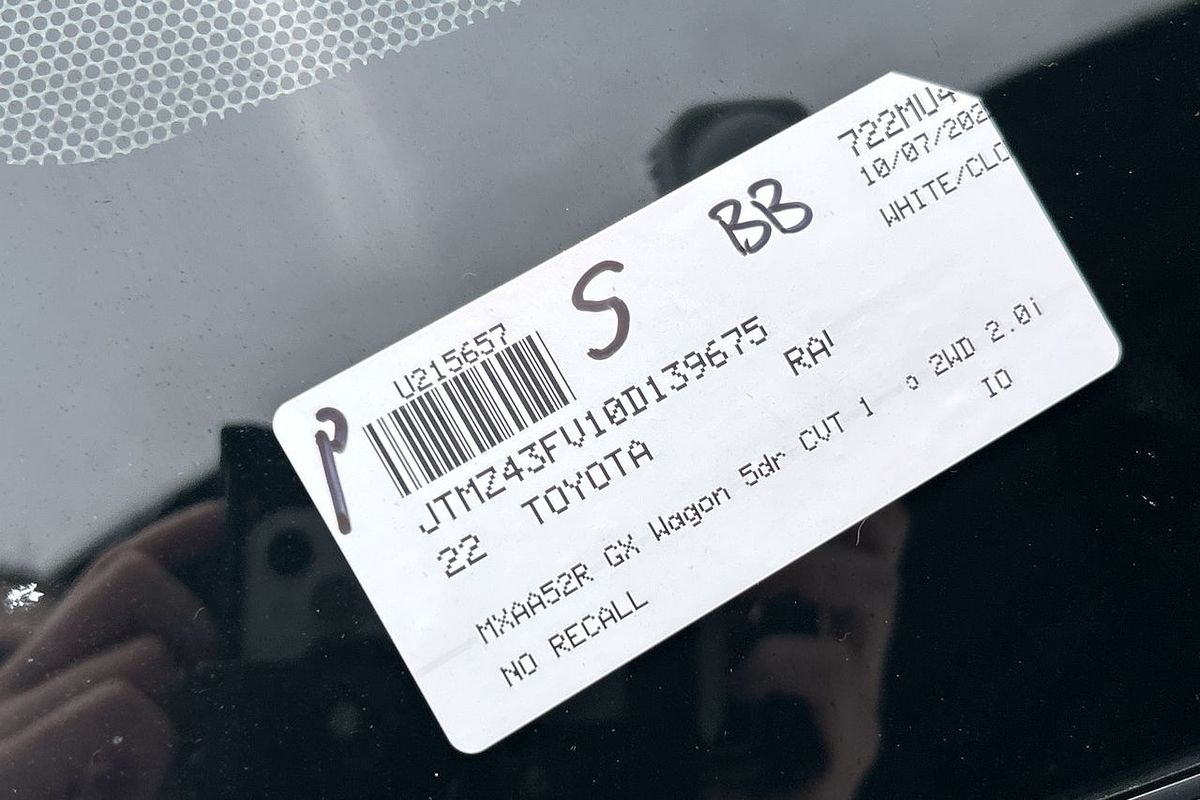 722MU4
10/07/202
WHITE/CLO
BB
S
P
U215657
JTMZ43FV10D139675
22 TOYOTA RAV
MXAA52R GX Wagon 5dr CVT 1 2WD 2.0i
NO RECALL IO